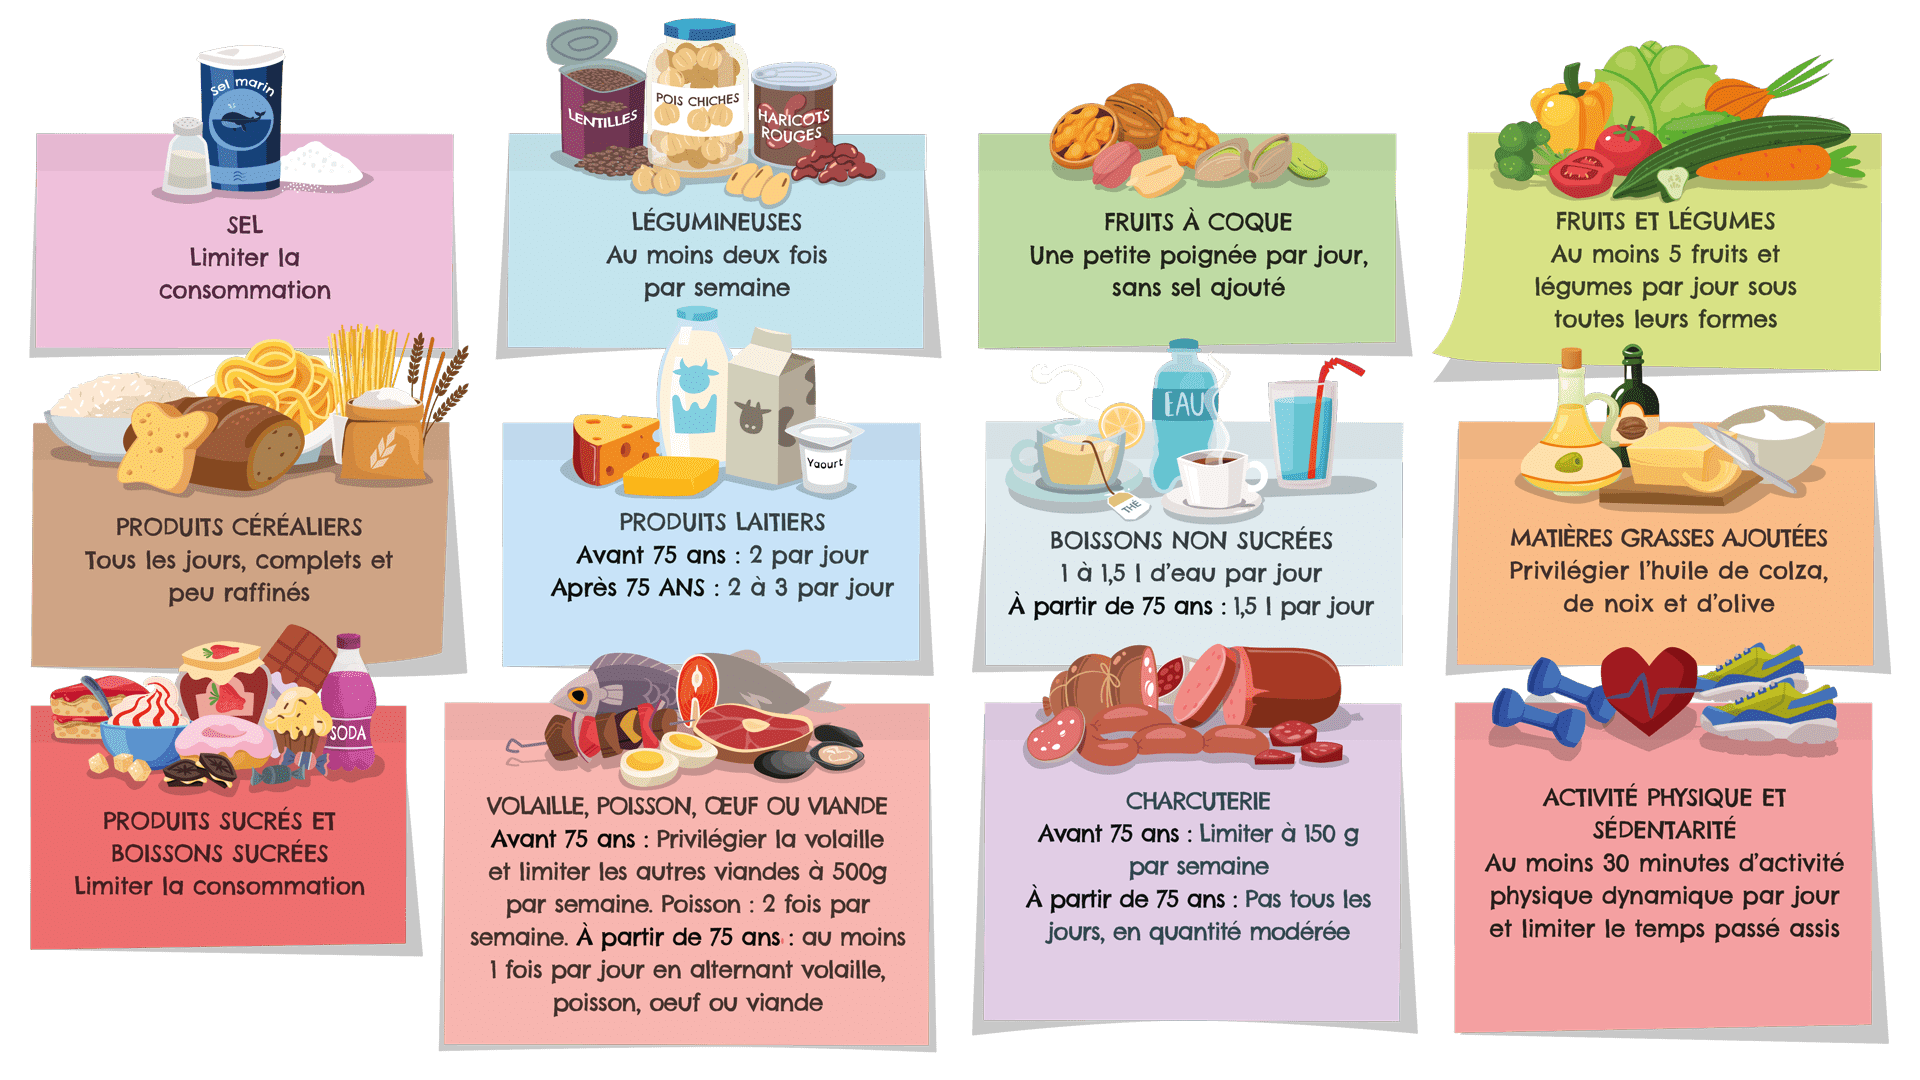 sel marin
SEL
Limiter la
consommation
LENTILLES
POIS CHICHES
HARICOTS
ROUGES
LÉGUMINEUSES
Au moins deux fois
par semaine
FRUITS À COQUE
Une petite poignée par jour,
sans sel ajouté
FRUITS ET LÉGUMES
Au moins 5 fruits et
légumes par jour sous
toutes leurs formes
PRODUITS CÉRÉALIERS
Tous les jours, complets et
peu raffinés
Yaourt
PRODUITS LAITIERS
Avant 75 ans : 2 par jour
Après 75 ANS : 2 à 3 par jour
EAU
THÉ
BOISSONS NON SUCRÉES
1 à 1,5 l d'eau par jour
À partir de 75 ans : 1,5 l par jour
MATIÈRES GRASSES AJOUTÉES
Privilégier l'huile de colza,
de noix et d'olive
SODA
PRODUITS SUCRÉS ET
BOISSONS SUCRÉES
Limiter la consommation
VOLAILLE, POISSON, ŒUF OU VIANDE
Avant 75 ans : Privilégier la volaille
et limiter les autres viandes à 500g
par semaine. Poisson : 2 fois par
semaine. À partir de 75 ans : au moins
1 fois par jour en alternant volaille,
poisson, oeuf ou viande
CHARCUTERIE
Avant 75 ans : Limiter à 150 g
par semaine
À partir de 75 ans : Pas tous les
jours, en quantité modérée
ACTIVITÉ PHYSIQUE ET
SÉDENTARITÉ
Au moins 30 minutes d'activité
physique dynamique par jour
et limiter le temps passé assis